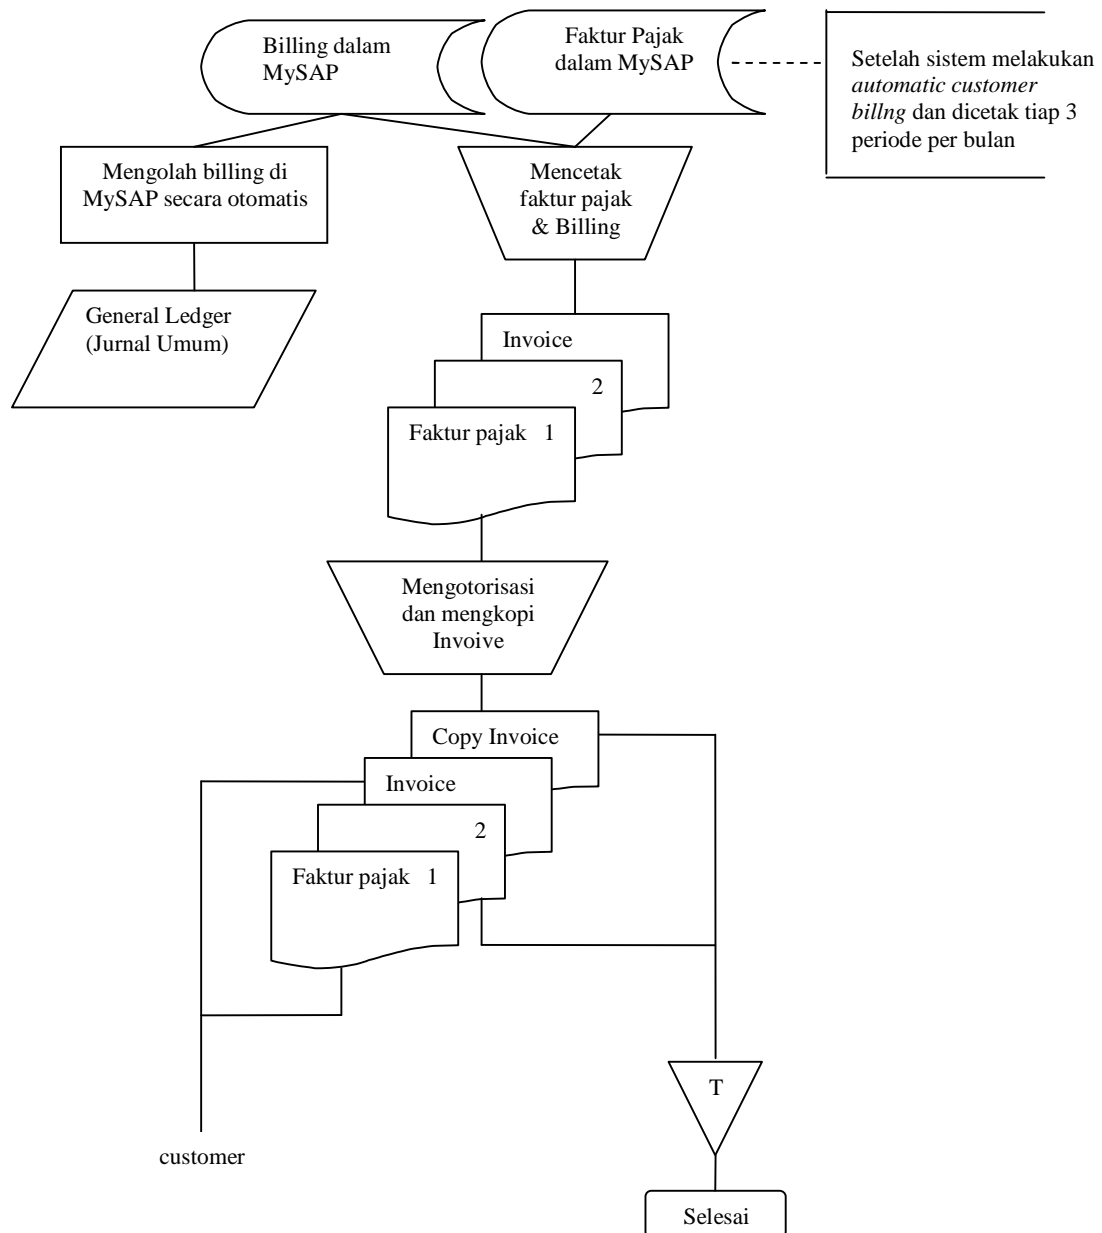 Billing dalam
MySAP
Faktur Pajak
dalam MySAP
Setelah sistem melakukan
automatic customer
billng dan dicetak tiap 3
periode per bulan
Mengolah billing di
MySAP secara otomatis
Mencetak
faktur pajak
& Billing
General Ledger
(Jurnal Umum)
Invoice
2
Faktur pajak 1
Mengotorisasi
dan mengkopi
Invoive
Copy Invoice
Invoice
2
Faktur pajak 1
T
customer
Selesai